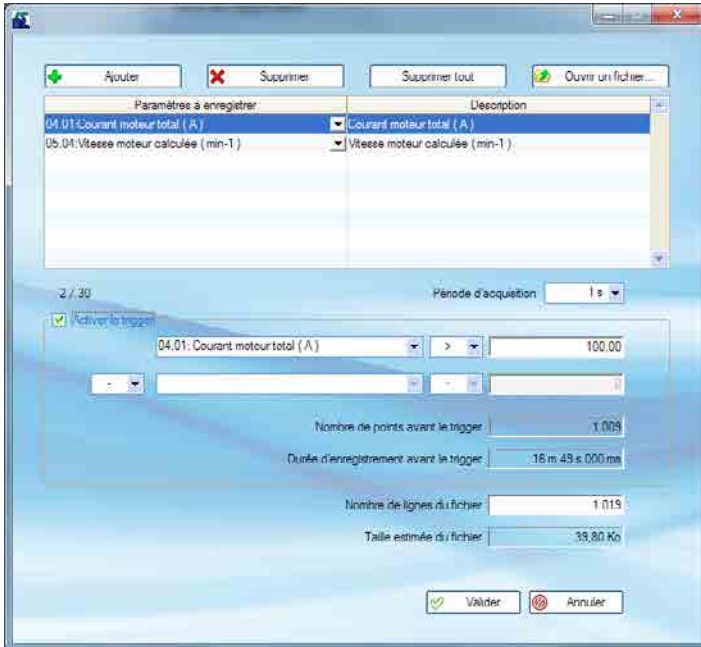 Ajouter Supprimer Supprimer tout Ouvrir un fichier...
Paramètres à enregistrer Description
04.01:Courant moteur total ( A ) Courant moteur total ( A )
05.04:Vitesse moteur calculée ( min-1 ) Vitesse moteur calculée ( min-1 )
2 / 30 Période d'acquisition 1 s
Activer le trigger
04.01: Courant moteur total ( A ) > 100,00
- - 0
Nombre de points avant le trigger 1 009
Durée d'enregistrement avant le trigger 16 m 49 s 000 ms
Nombre de lignes du fichier 1 019
Taille estimée du fichier 39,80 Ko
Valider Annuler